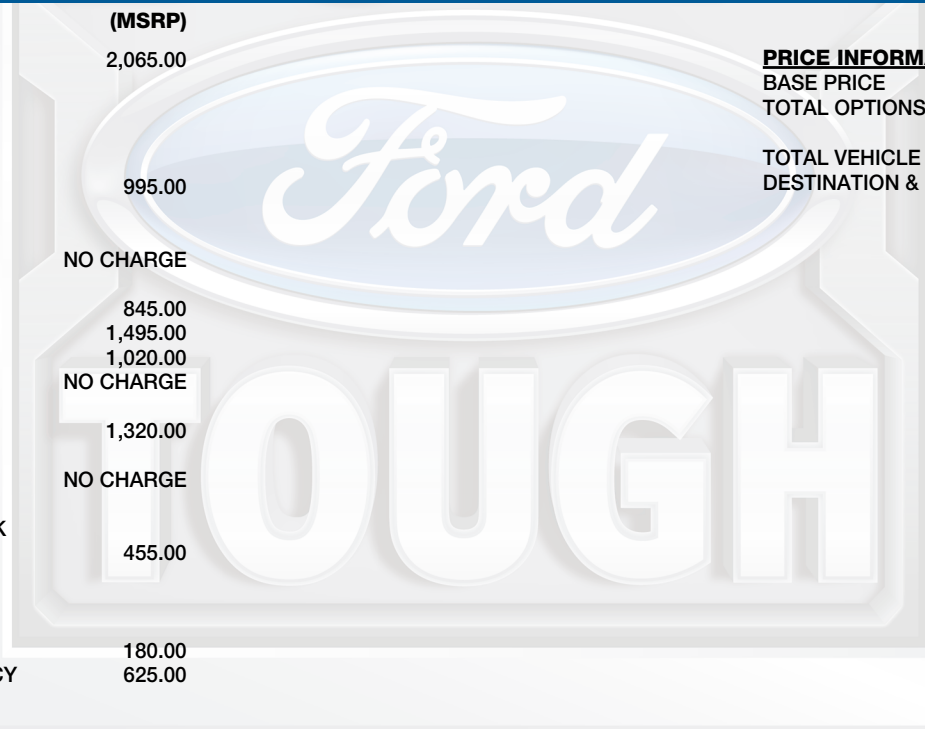 (MSRP)
2,065.00
995.00
NO CHARGE
845.00
1,495.00
1,020.00
NO CHARGE
1,320.00
NO CHARGE
K
455.00
180.00
CY 625.00
PRICE INFORMA
BASE PRICE
TOTAL OPTIONS
TOTAL VEHICLE
DESTINATION &
Ford
TOUGH